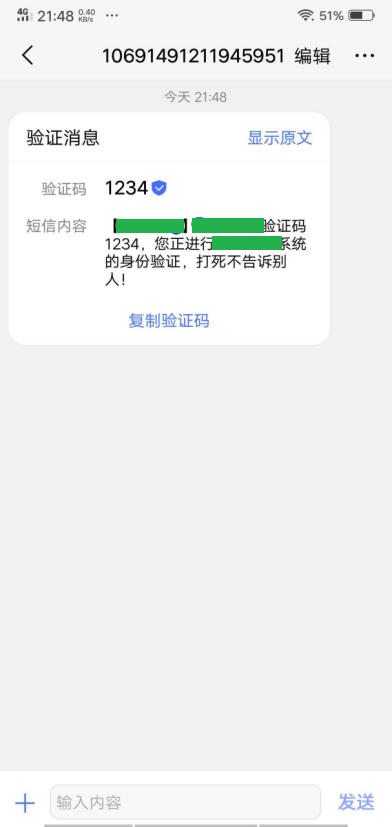 4G 21:48 0.40 KB/s ... 51%
10691491211945951 编辑
今天 21:48
验证消息 显示原文
验证码 1234
短信内容 【 】 验证码
1234，您正进行 系统
的身份验证，打死不告诉别
人！
复制验证码
输入内容 发送